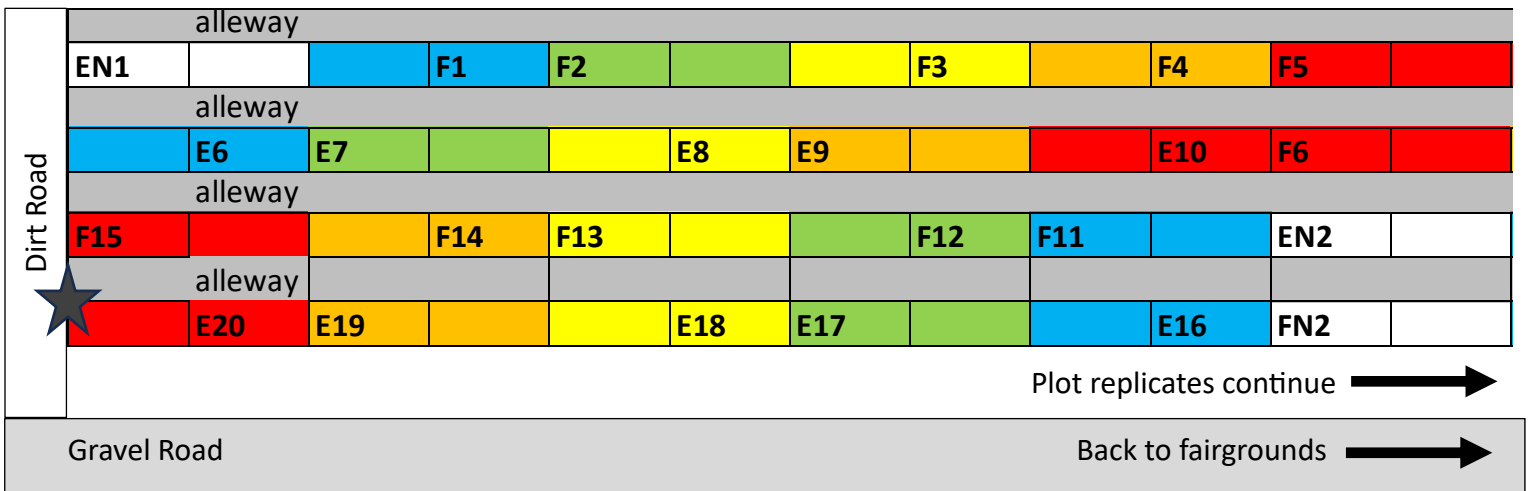 alleway
EN1 F1 F2 F3 F4 F5
alleway
E6 E7 E8 E9 E10 F6
alleway
Dirt Road
F15 F14 F13 F12 F11 EN2
alleway
E20 E19 E18 E17 E16 FN2
Plot replicates continue
Gravel Road
Back to fairgrounds